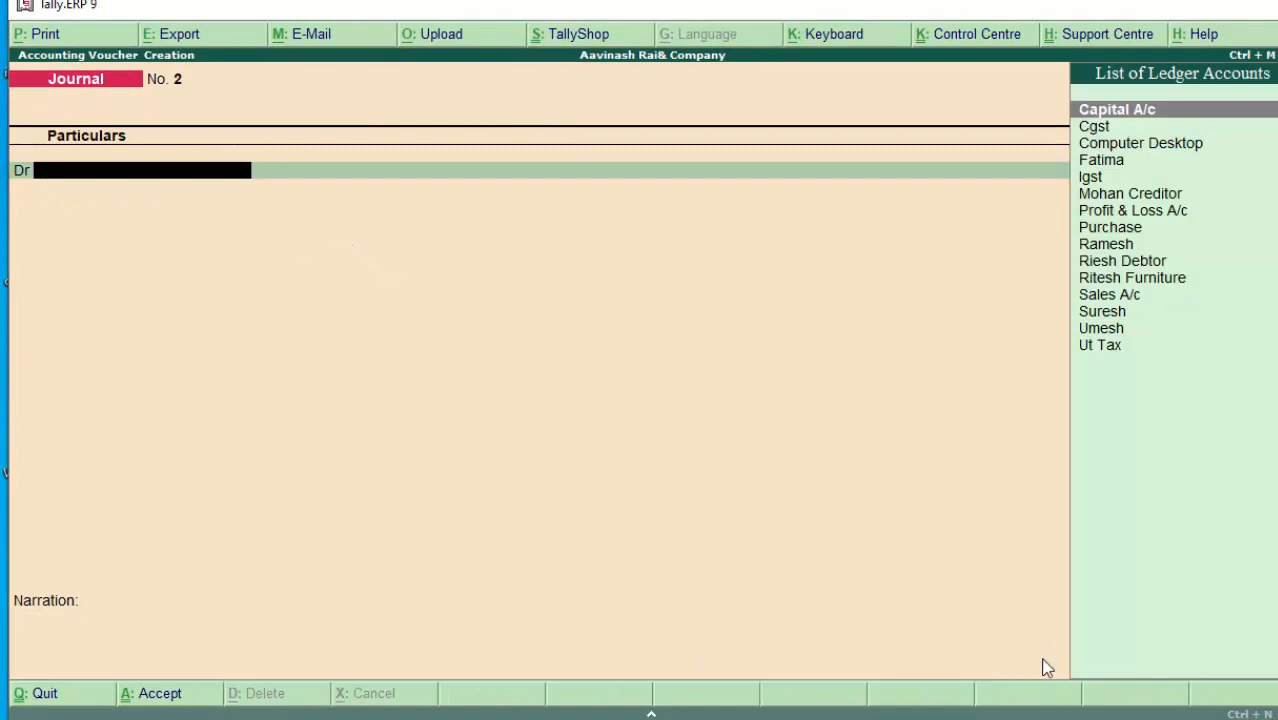 Tally.ERP 9
P: Print E: Export M: E-Mail O: Upload S: TallyShop G: Language K: Keyboard K: Control Centre H: Support Centre H: Help
Accounting Voucher Creation Aavinash Rai& Company Ctrl + M
Journal No. 2
List of Ledger Accounts
Particulars
Dr
Capital A/c
Cgst
Computer Desktop
Fatima
Igst
Mohan Creditor
Profit & Loss A/c
Purchase
Ramesh
Riesh Debtor
Ritesh Furniture
Sales A/c
Suresh
Umesh
Ut Tax
Narration:
Q: Quit A: Accept D: Delete X: Cancel
Ctrl + N